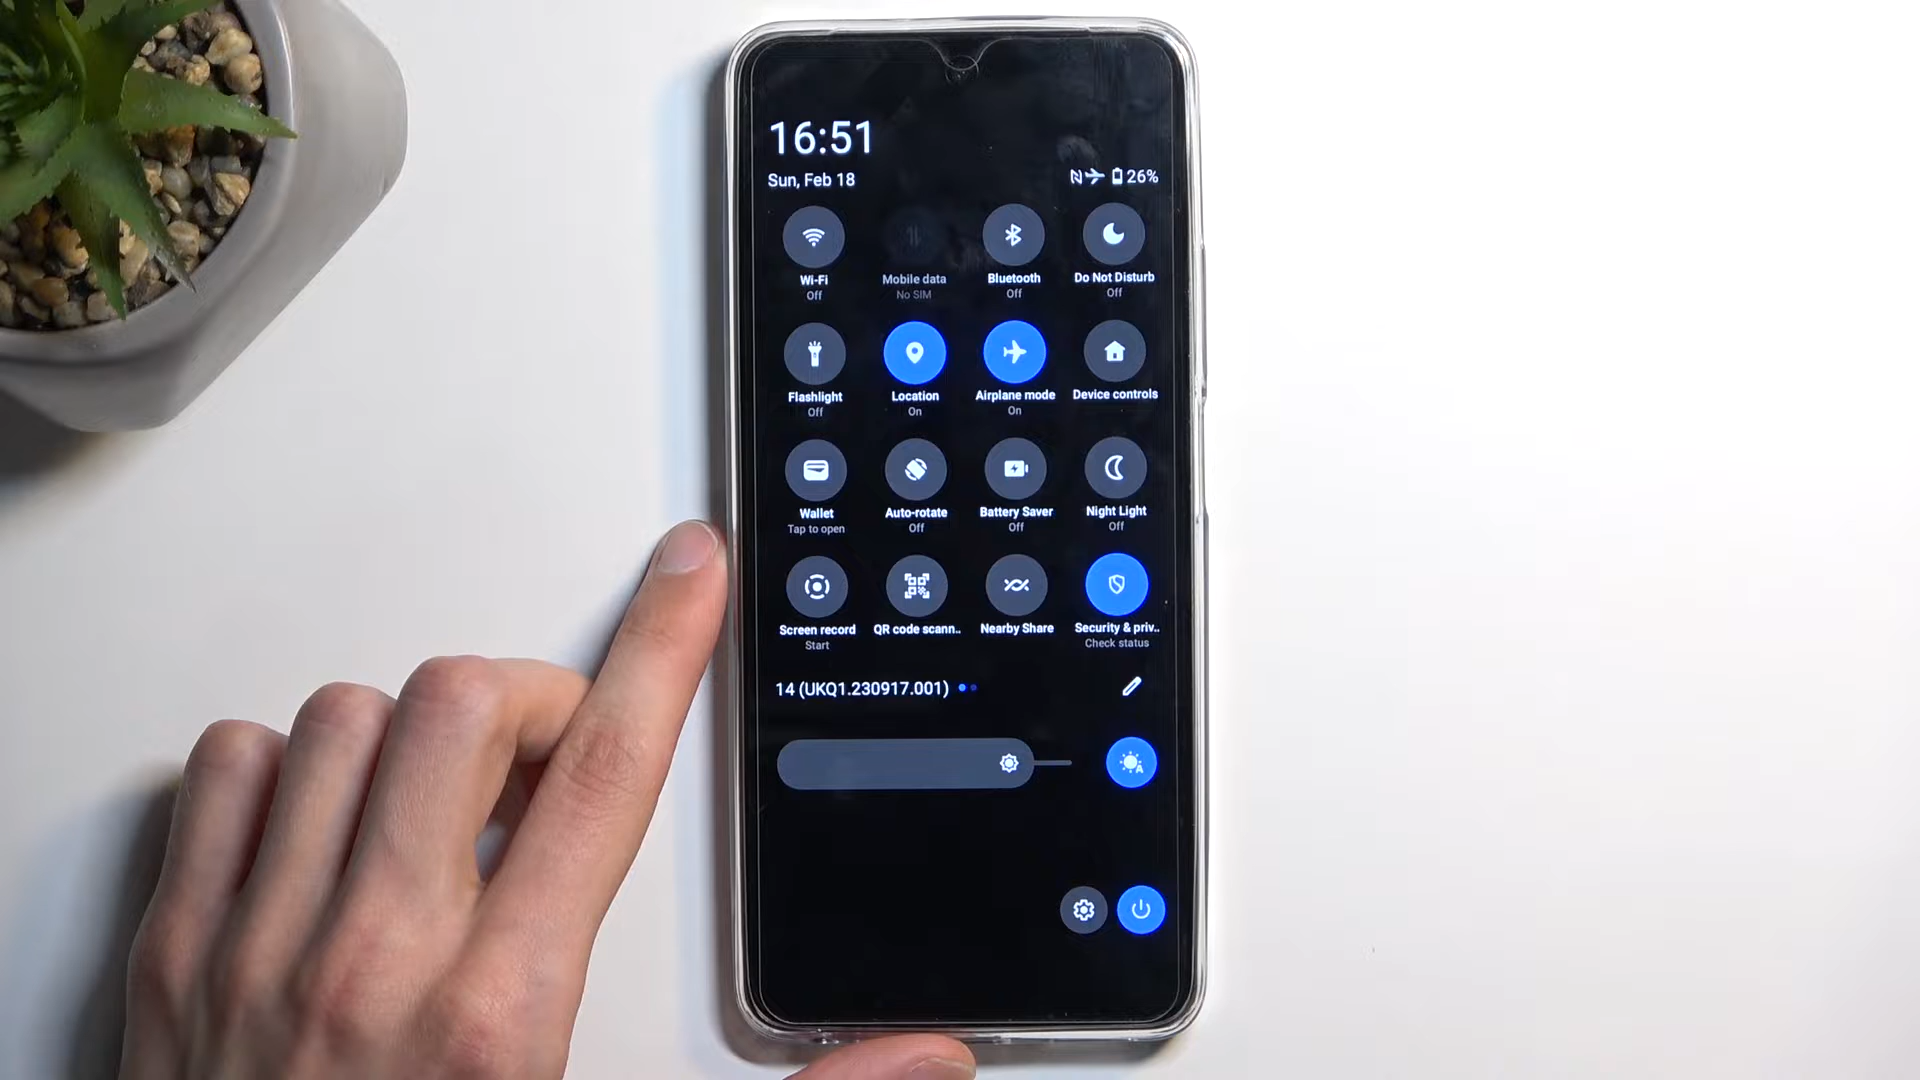 16:51
Sun, Feb 18
26%
Wi-Fi
Off
Mobile data
No SIM
Bluetooth
Off
Do Not Disturb
Off
Flashlight
Off
Location
On
Airplane mode
On
Device controls
Wallet
Tap to open
Auto-rotate
Off
Battery Saver
Off
Night Light
Off
Screen record
Start
QR code scann..
Nearby Share
Security & priv..
Check status
14 (UKQ1.230917.001)